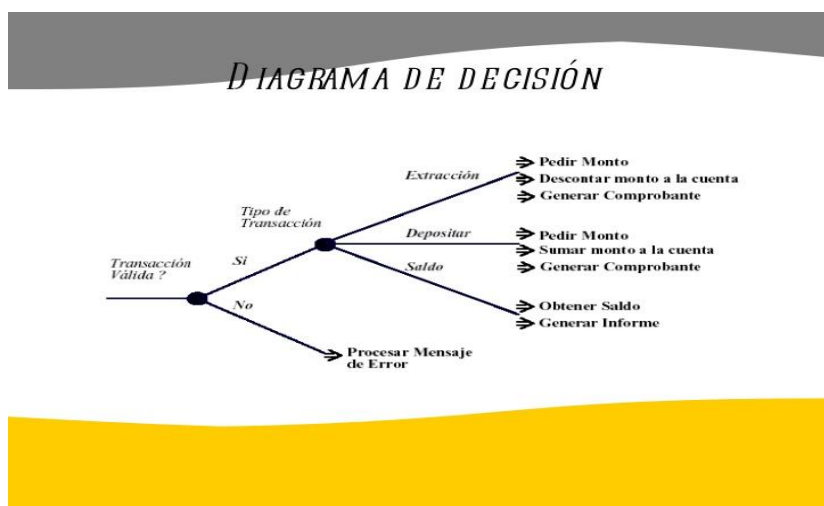 DIAGRAMA DE DECISIÓN
Extracción
Pedir Monto
Descontar monto a la cuenta
Generar Comprobante
Tipo de
Transacción
Depositar
Pedir Monto
Sumar monto a la cuenta
Generar Comprobante
Transacción
Válida ?
Si
Saldo
Obtener Saldo
Generar Informe
No
Procesar Mensaje
de Error